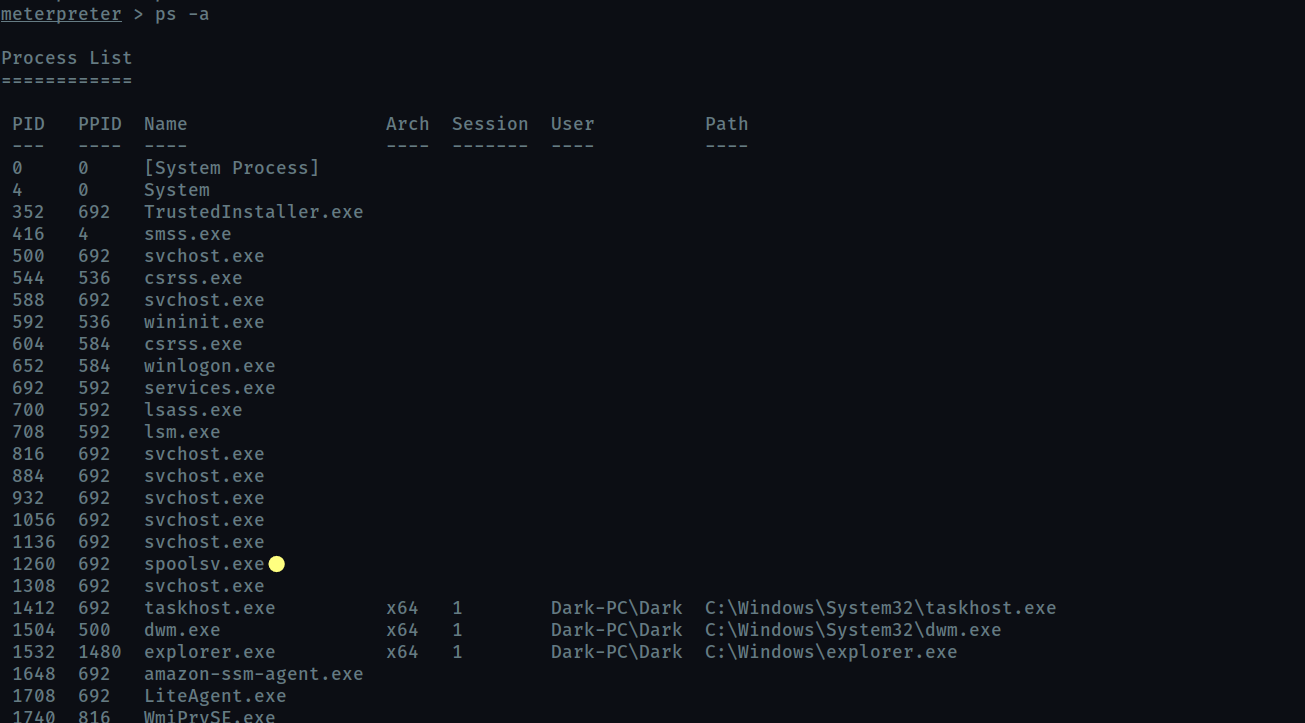 meterpreter > ps -a
Process List
============
PID PPID Name Arch Session User Path
--- ---- ---- ---- ------- ---- ----
0 0 [System Process]
4 0 System
352 692 TrustedInstaller.exe
416 4 smss.exe
500 692 svchost.exe
544 536 csrss.exe
588 692 svchost.exe
592 536 wininit.exe
604 584 csrss.exe
652 584 winlogon.exe
692 592 services.exe
700 592 lsass.exe
708 592 lsm.exe
816 692 svchost.exe
884 692 svchost.exe
932 692 svchost.exe
1056 692 svchost.exe
1136 692 svchost.exe
1260 692 spoolsv.exe
1308 692 svchost.exe
1412 692 taskhost.exe x64 1 Dark-PC\Dark C:\Windows\System32\taskhost.exe
1504 500 dwm.exe x64 1 Dark-PC\Dark C:\Windows\System32\dwm.exe
1532 1480 explorer.exe x64 1 Dark-PC\Dark C:\Windows\explorer.exe
1648 692 amazon-ssm-agent.exe
1708 692 LiteAgent.exe
1740 816 WmiPrvSE.exe